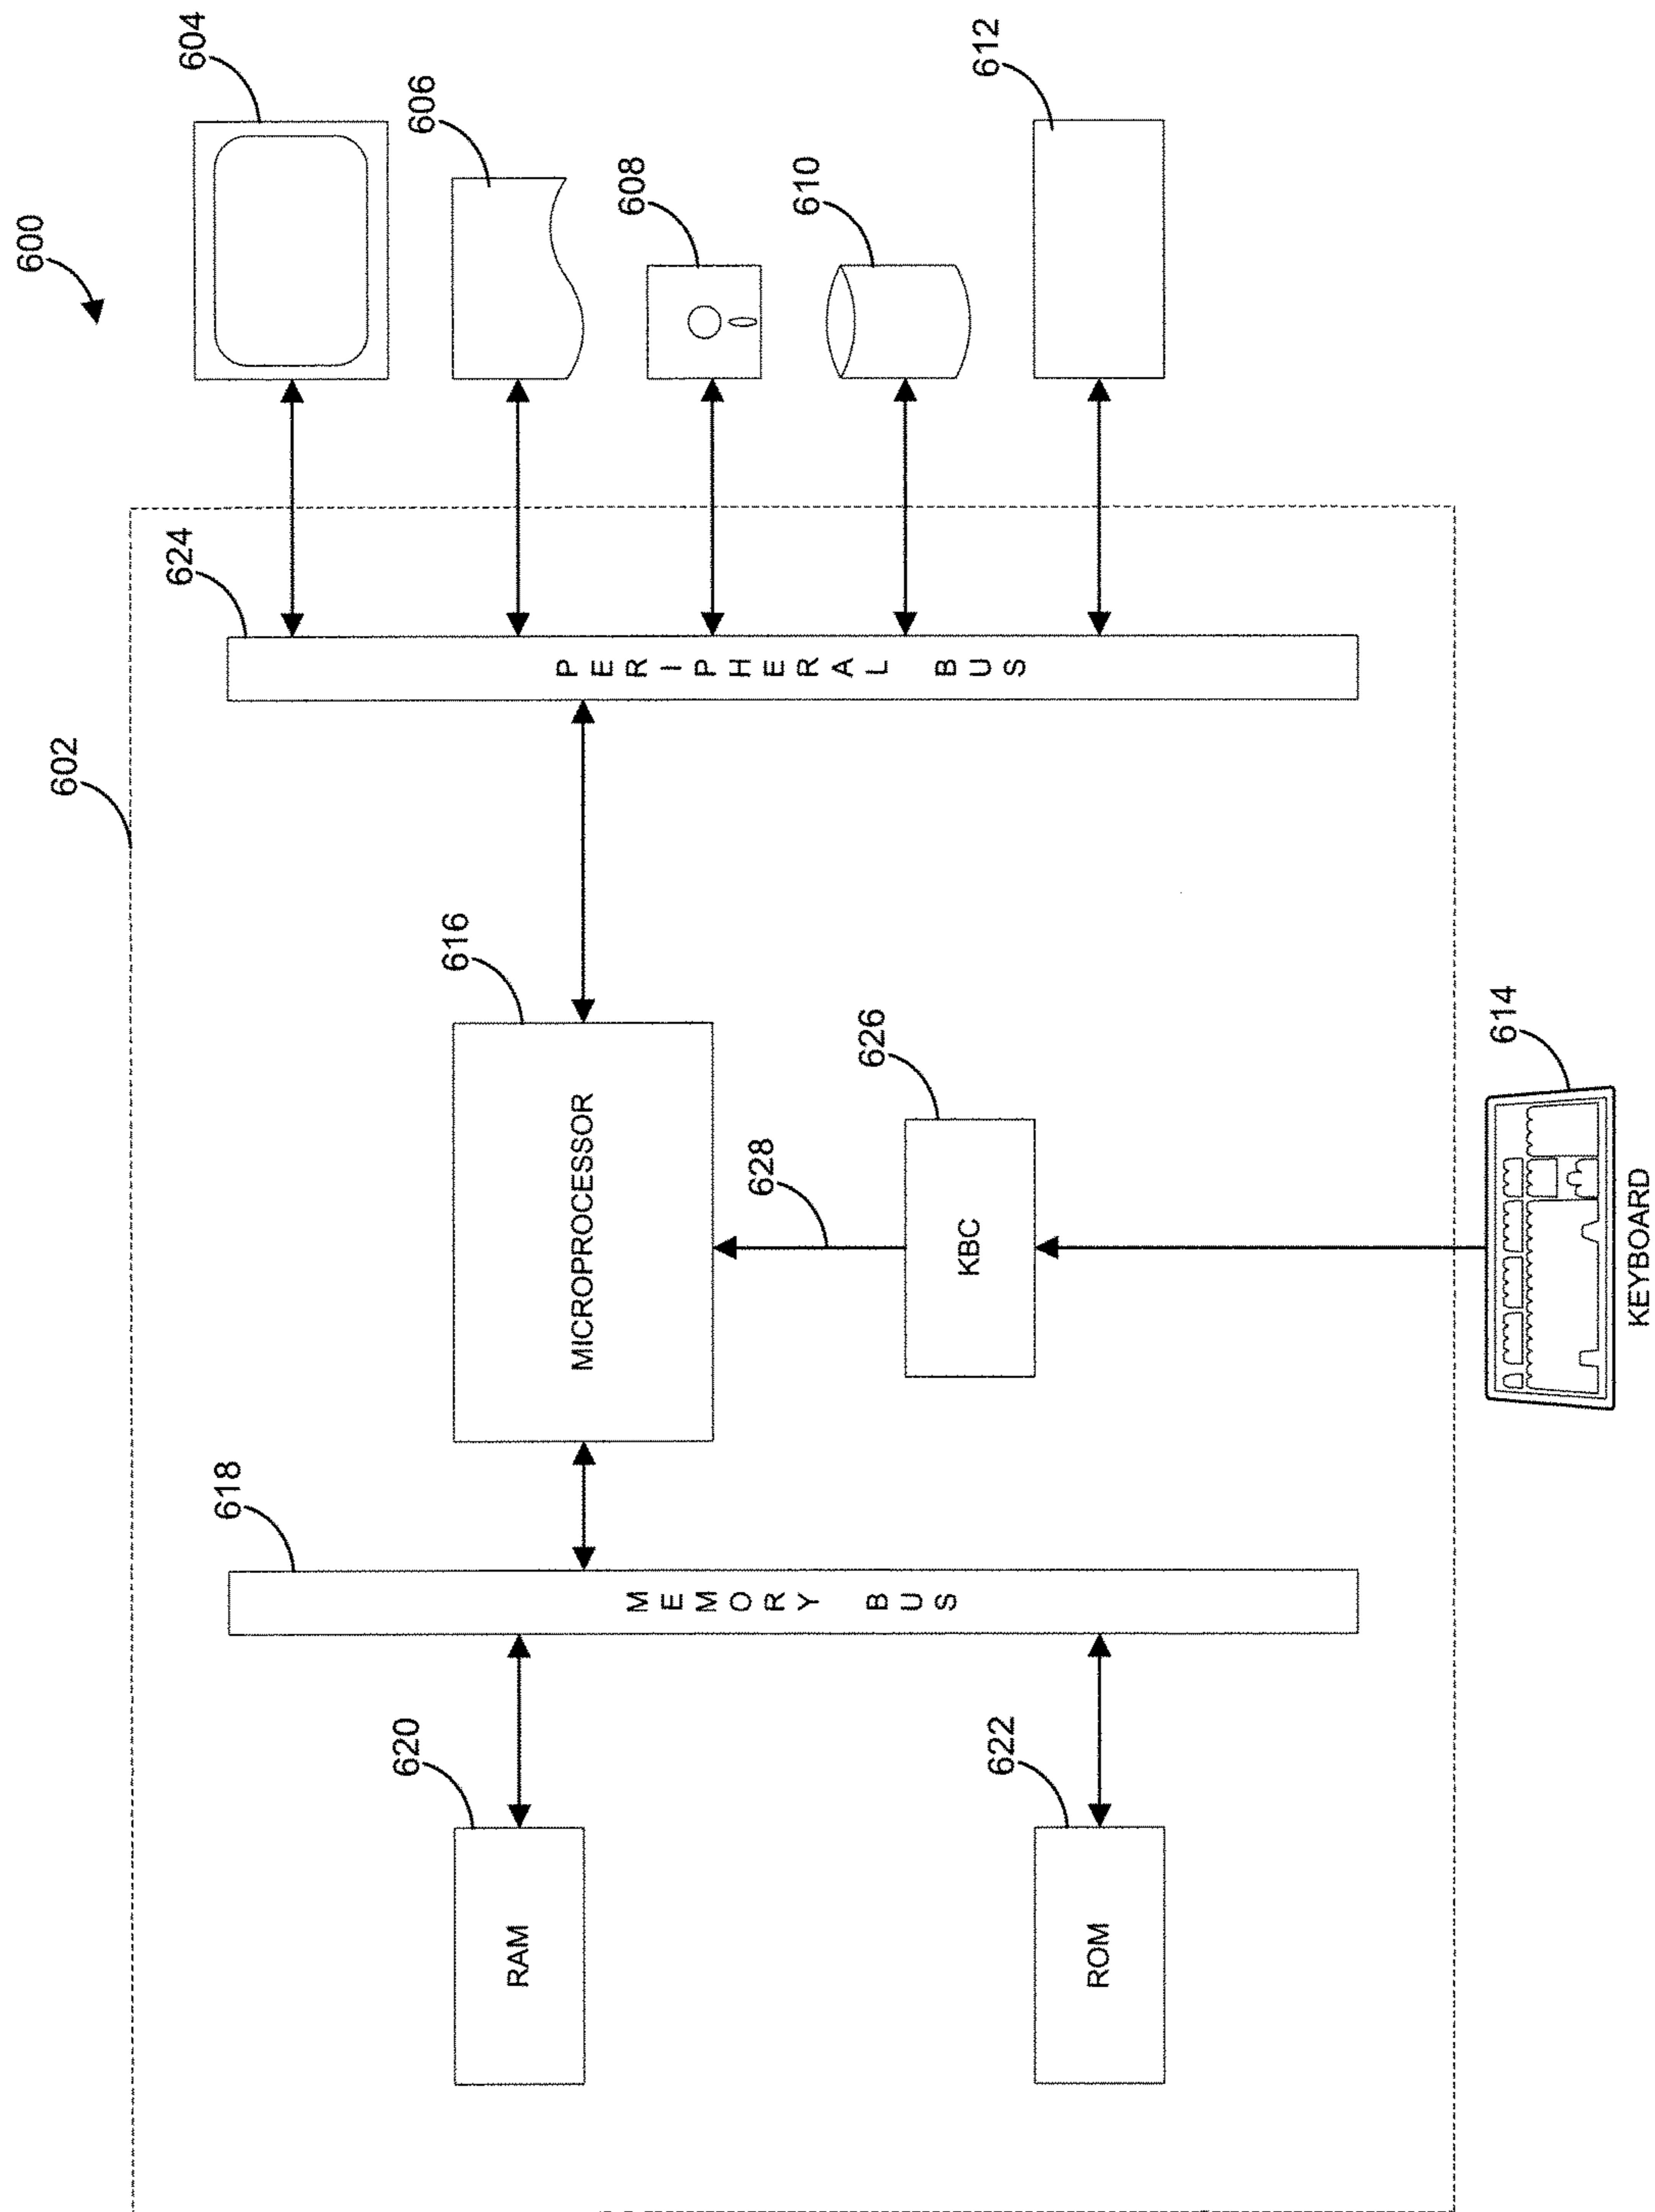 600
602
604
606
608
610
612
624
PERIPHERAL BUS
616
MICROPROCESSOR
618
MEMORY BUS
620
RAM
622
ROM
626
KBC
628
614
KEYBOARD